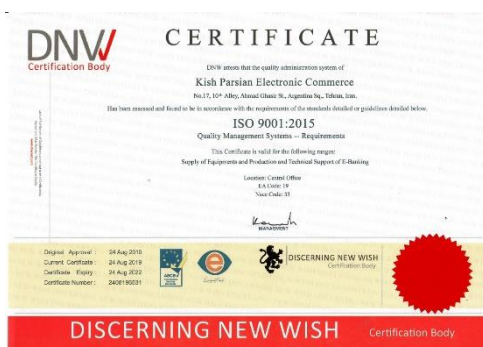 DNW
Certification Body
CERTIFICATE
DNW attests that the quality administration system of
Kish Parsian Electronic Commerce
No.17, 10th Alley, Ahmad Ghasir St., Argentina Sq., Tehran, Iran.
Has been assessed and found to be in accordance with the requirements of the standards detailed or guidelines detailed below.
ISO 9001:2015
Quality Management Systems -- Requirements
This Certificate is valid for the following ranges:
Supply of Equipments and Production and Technical Support of E-Banking
Location: Central Office
EA Code: 19
Nace Code: 33
MANAGEMENT
Original Approval : 24 Aug 2018
Current Certificate : 24 Aug 2019
Certificate Expiry : 24 Aug 2022
Certificate Number :
DISCERNING NEW WISH
Certification Body
DISCERNING NEW WISH Certification Body